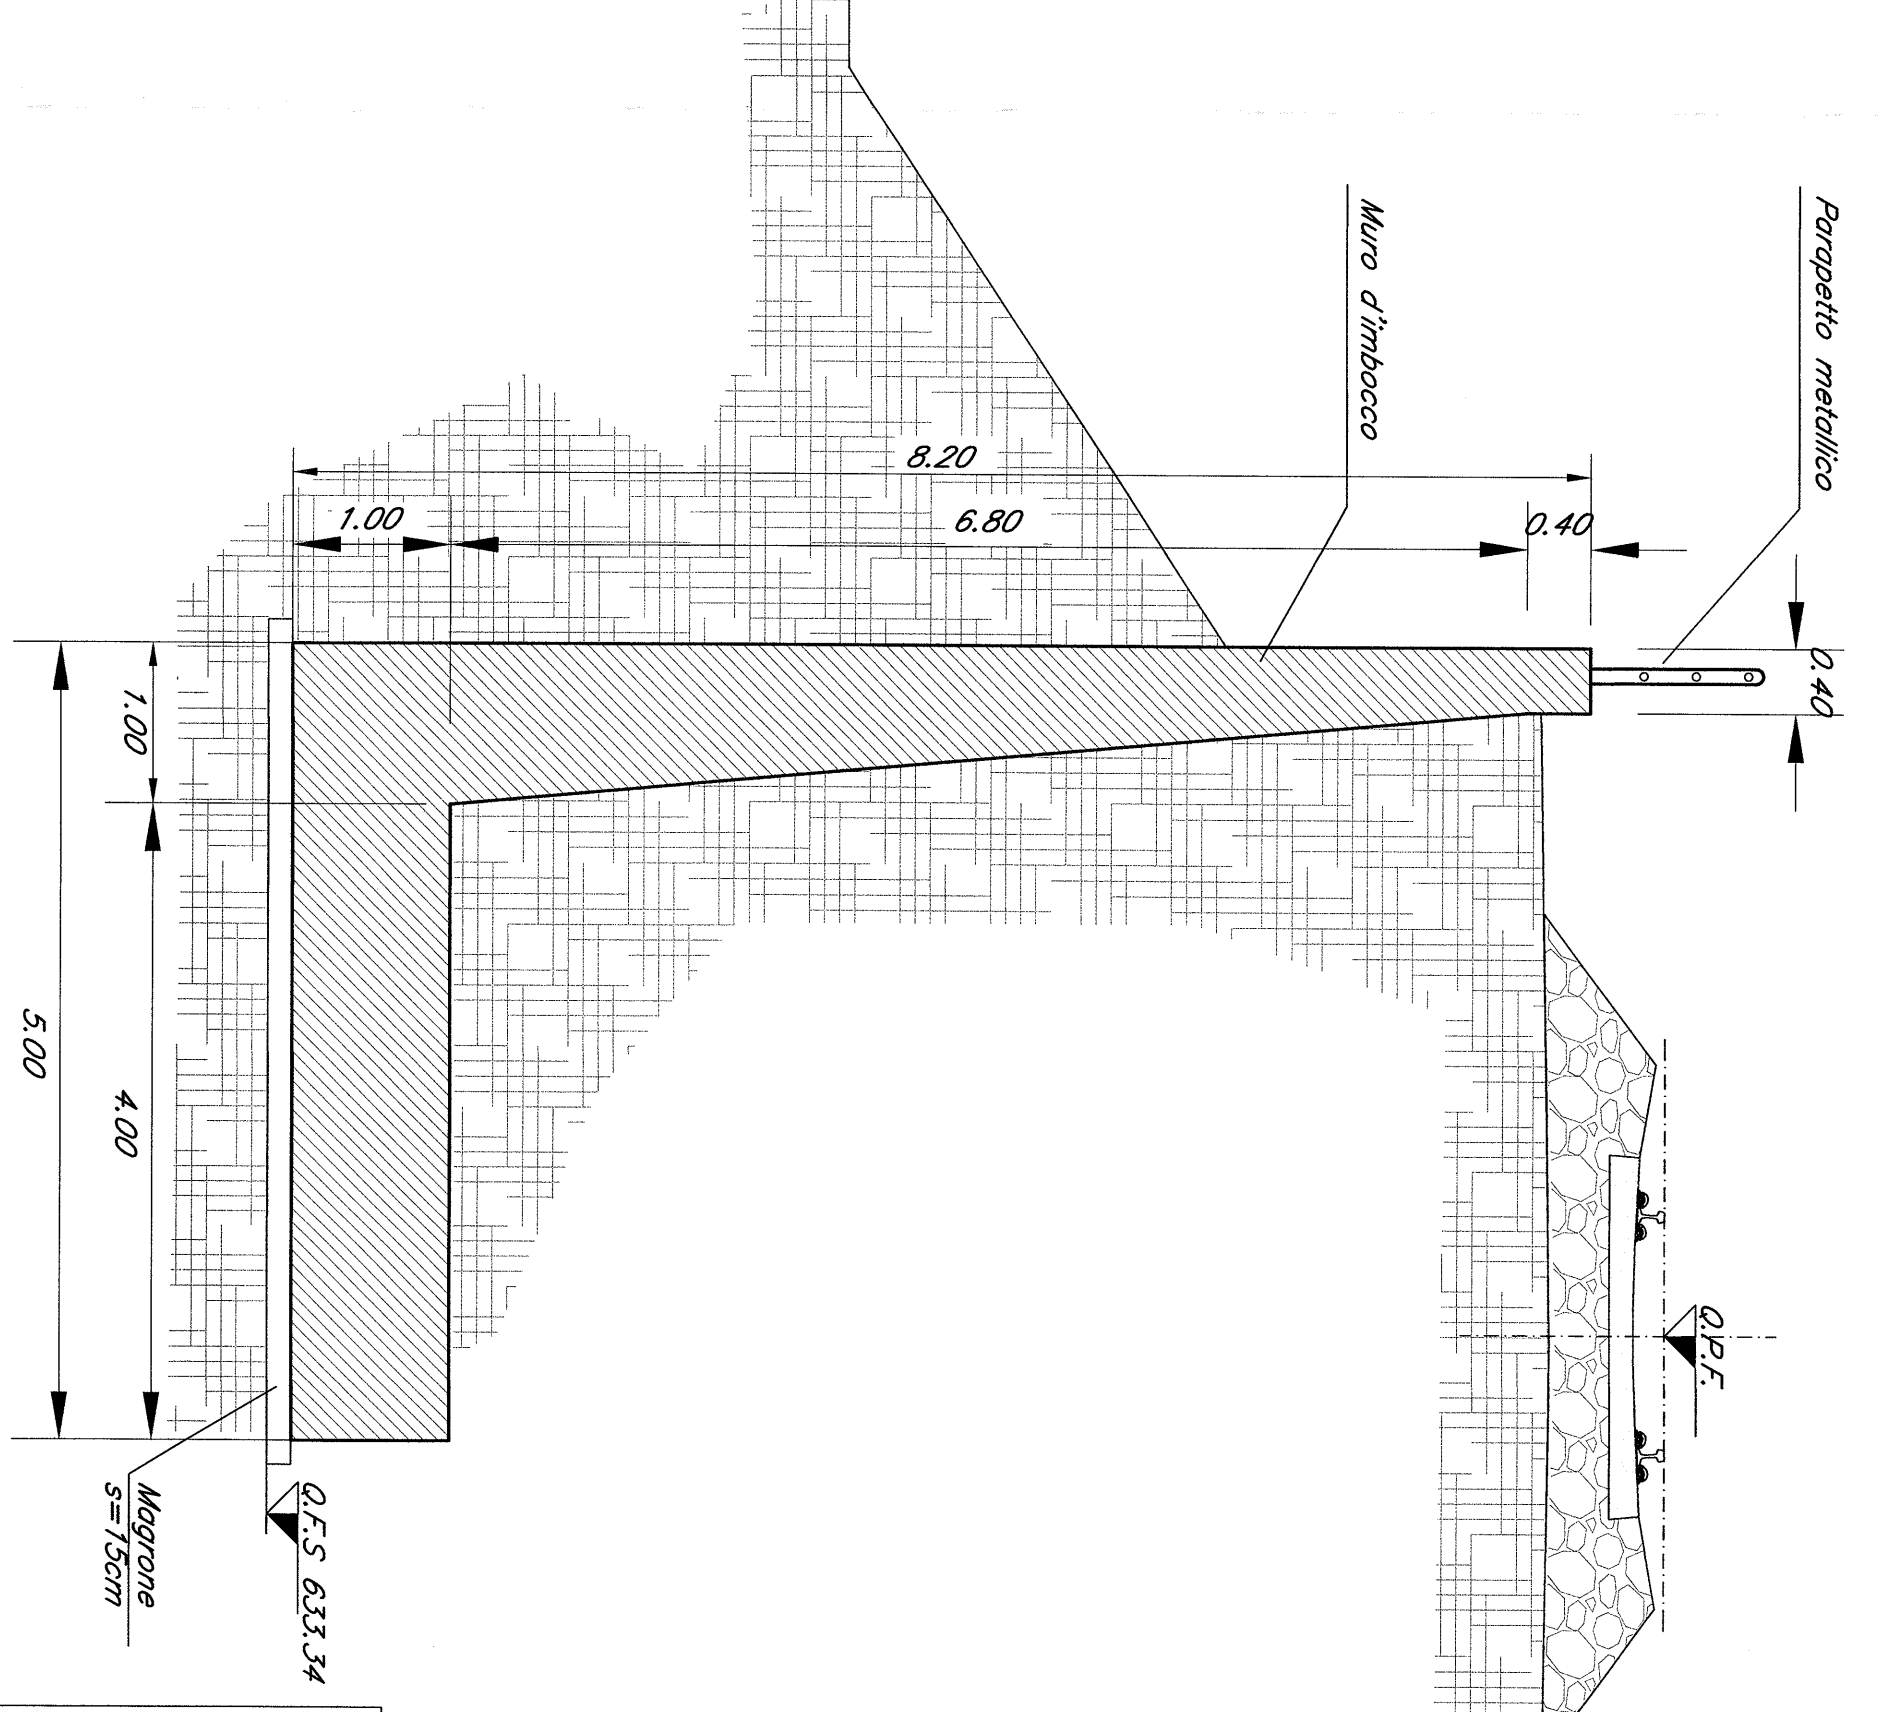 Parapetto metallico
0.40
Muro d'imbocco
0.40
8.20
6.80
1.00
Q.P.F.
1.00
4.00
5.00
Q.F.S 633.34
Magrone
s=15cm